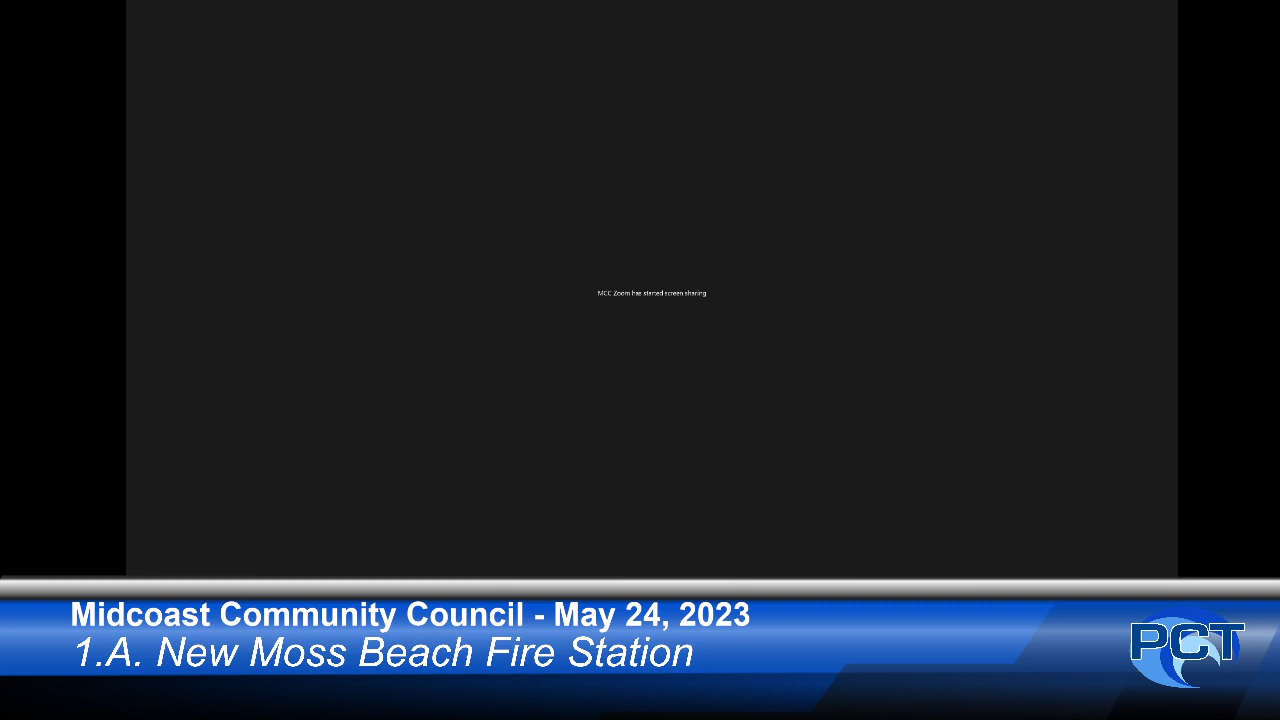 MCC Zoom has started screen sharing
Midcoast Community Council - May 24, 2023
1.A. New Moss Beach Fire Station
PCT